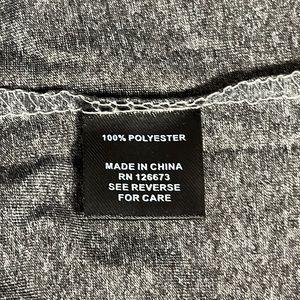 100% POLYESTER
MADE IN CHINA
RN 126673
SEE REVERSE
FOR CARE